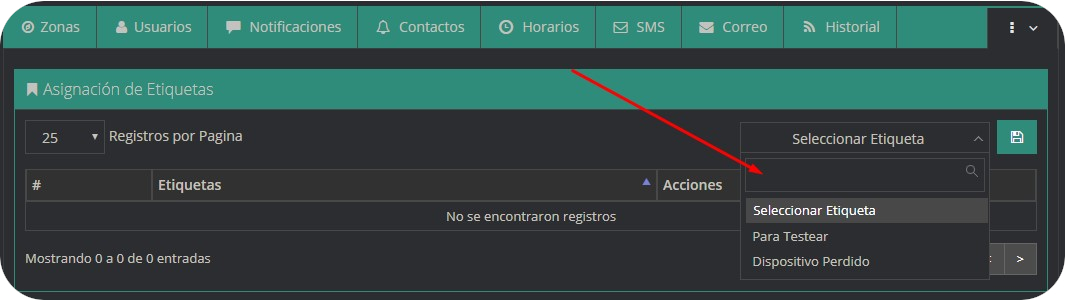 Zonas Usuarios Notificaciones Contactos Horarios SMS Correo Historial
Asignación de Etiquetas
25 Registros por Pagina
Seleccionar Etiqueta
# Etiquetas Acciones
Seleccionar Etiqueta
No se encontraron registros
Para Testear
Mostrando 0 a 0 de 0 entradas
Dispositivo Perdido
>